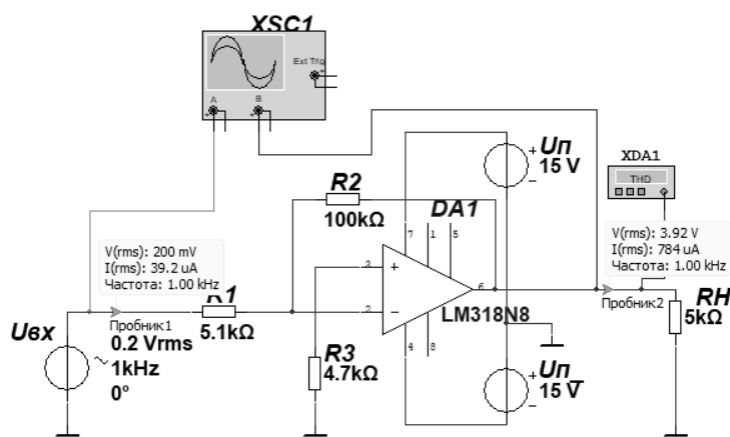 XSC1
Ext Trig
A
B
Uп
15 V
XDA1
THD
R2
100kΩ
DA1
7
1
5
V(rms): 200 mV
I(rms): 39.2 uA
Частота: 1.00 kHz
V(rms): 3.92 V
I(rms): 784 uA
Частота: 1.00 kHz
3
6
2
R1
5.1kΩ
Пробник1
Пробник2
Uвх
0.2 Vrms
1kHz
0°
LM318N8
RH
5kΩ
R3
4.7kΩ
4
8
Uп
15 V